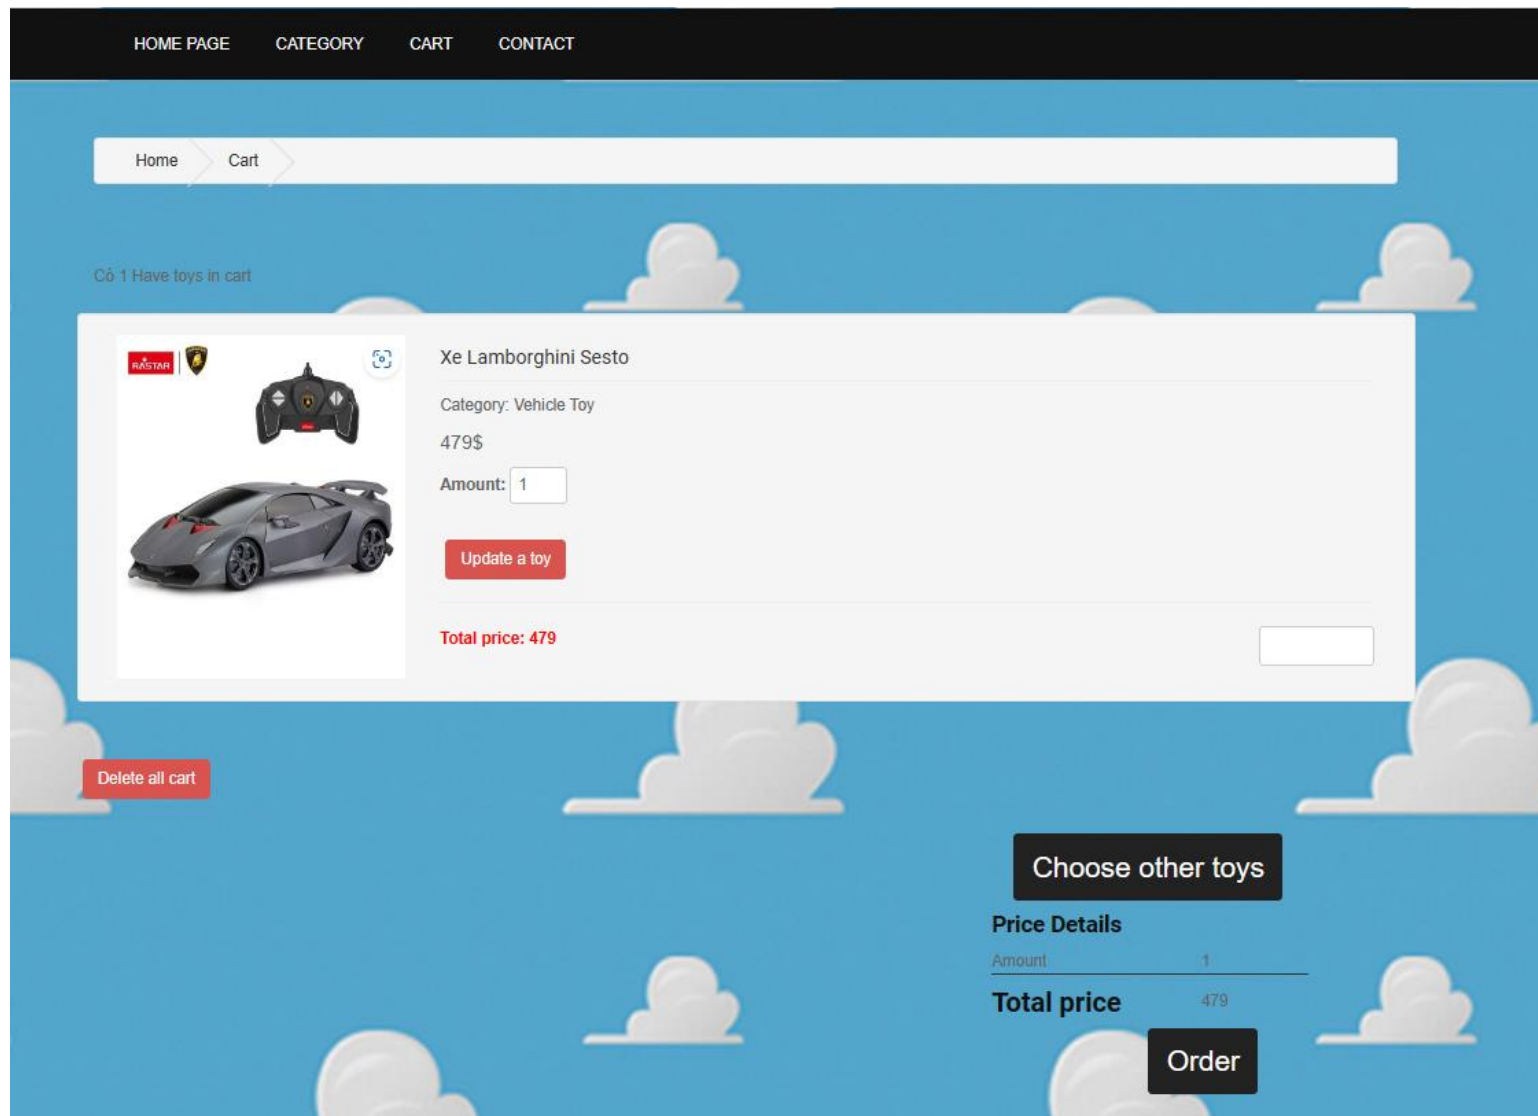 HOME PAGE CATEGORY CART CONTACT
Home Cart
Có 1 Have toys in cart
RASTAR
Xe Lamborghini Sesto
Category: Vehicle Toy
479$
Amount: 1
Update a toy
Total price: 479
Delete all cart
Choose other toys
Price Details
Amount 1
Total price 479
Order